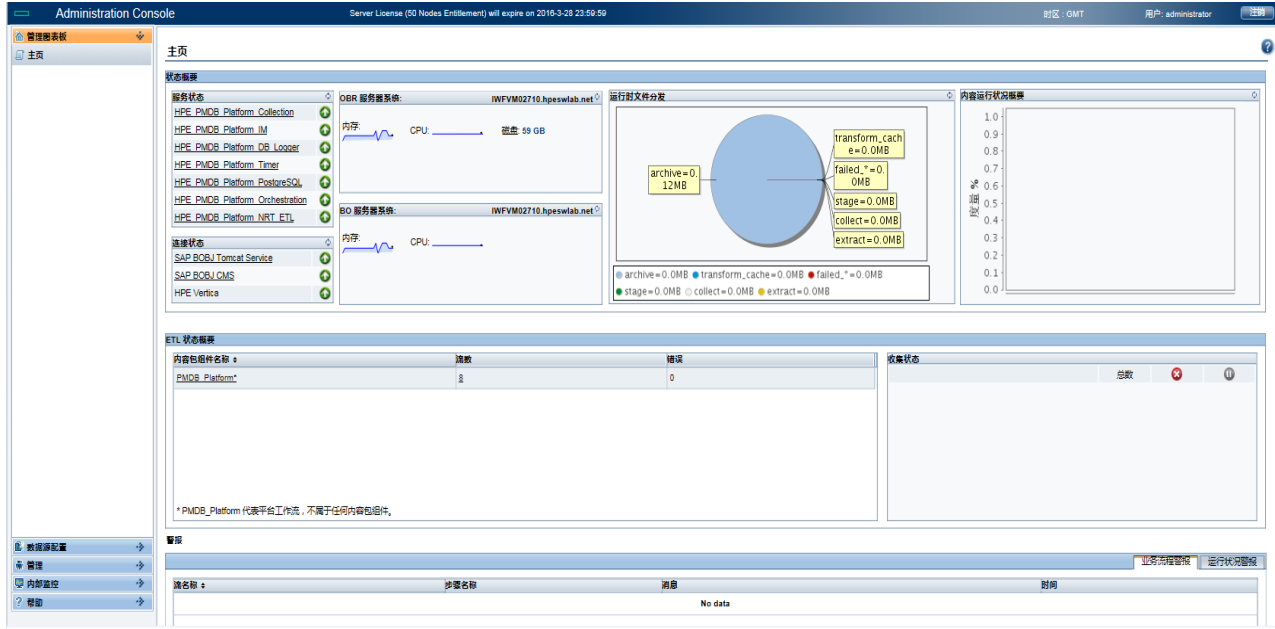 Administration Console
Server License (50 Nodes Entitlement) will expire on 2016-3-28 23:59:59
时区 : GMT
用户: administrator
注销
管理图表板
主页
数据源配置
管理
内部监控
? 帮助
主页
?
状态概要
服务状态
HPE_PMDB_Platform_Collection
HPE_PMDB_Platform_IM
HPE_PMDB_Platform_DB_Logger
HPE_PMDB_Platform_Timer
HPE_PMDB_Platform_PostgreSQL
HPE_PMDB_Platform_Orchestration
HPE_PMDB_Platform_NRT_ETL
连接状态
SAP BOBJ Tomcat Service
SAP BOBJ CMS
HPE Vertica
OBR 服务器系统: IWFVM02710.hpeswlab.net
内存: CPU: 磁盘: 59 GB
BO 服务器系统: IWFVM02710.hpeswlab.net
内存: CPU:
运行时文件分发
archive=0.
12MB
transform_cach
e=0.0MB
failed_*=0.
0MB
stage=0.0MB
collect=0.0MB
extract=0.0MB
archive=0.0MB transform_cache=0.0MB failed_*=0.0MB
stage=0.0MB collect=0.0MB extract=0.0MB
内容运行状况概要
度量 %
1.0
0.9
0.8
0.7
0.6
0.5
0.4
0.3
0.2
0.1
0.0
ETL 状态概要
内容包组件名称 流数 错误
PMDB_Platform* 8 0
* PMDB_Platform 代表平台工作流，不属于任何内容包组件。
收集状态
总数
警报
业务流程警报 运行状况警报
流名称 步骤名称 消息 时间
No data